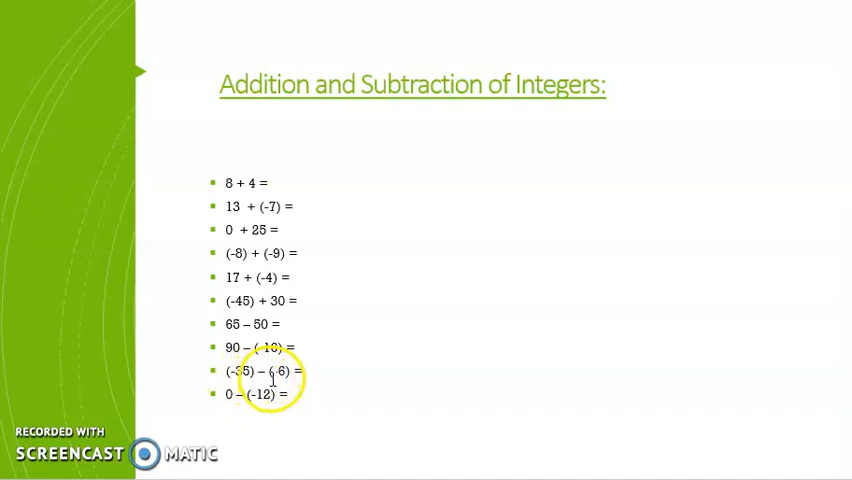 Addition and Subtraction of Integers:
8 + 4 =
13 + (-7) =
0 + 25 =
(-8) + (-9) =
17 + (-4) =
(-45) + 30 =
65 – 50 =
90 – (-10) =
(-35) – (-6) =
0 – (-12) =
RECORDED WITH
SCREENCAST MATIC